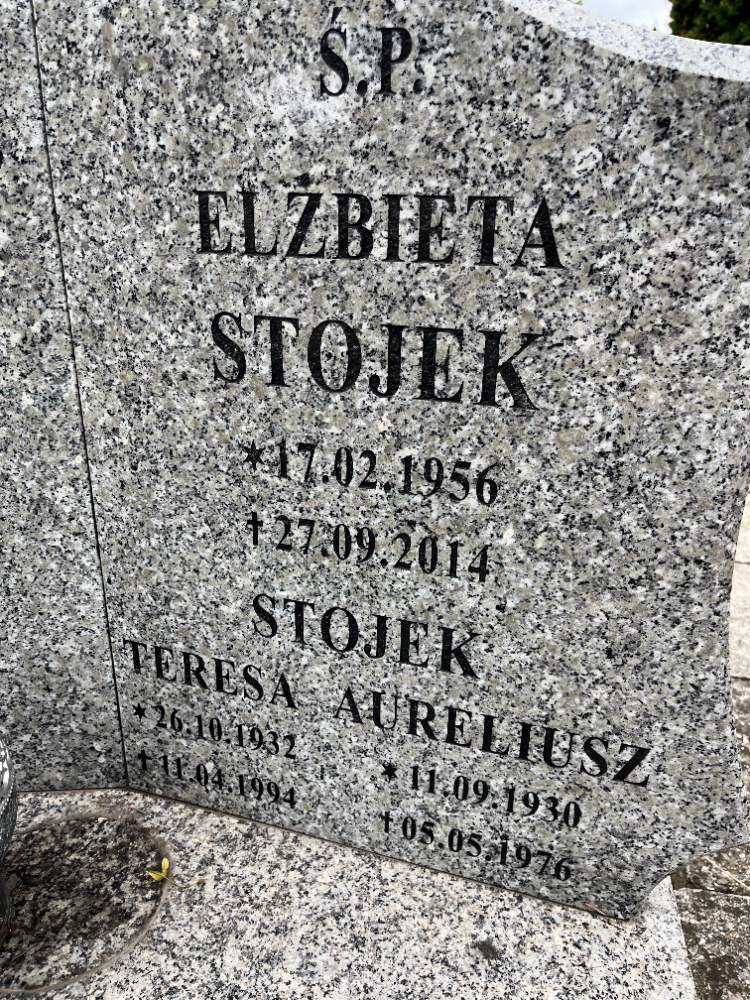 Ś.P.
ELŻBIETA
STOJEK
*17.02.1956
†27.09.2014
STOJEK
TERESA AURELIUSZ
*26.10.1932 *11.09.1930
†11.04.1994 †05.05.1976